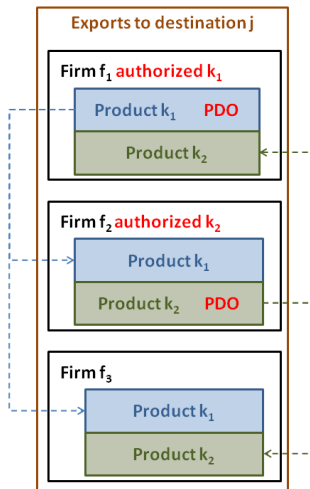 Exports to destination j
Firm f₁ authorized k₁
Product k₁ PDO
Product k₂
Firm f₂ authorized k₂
Product k₁
Product k₂ PDO
Firm f₃
Product k₁
Product k₂